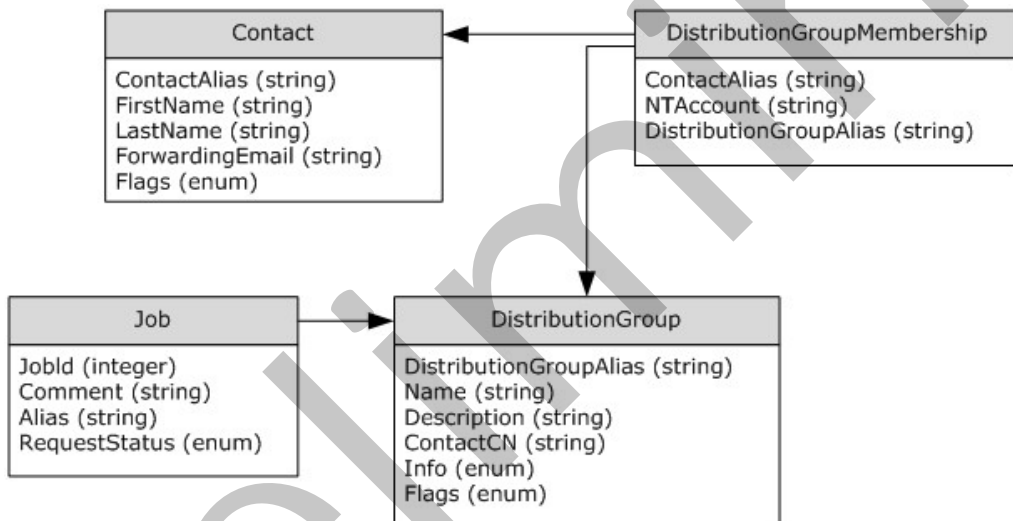 Contact
ContactAlias (string)
FirstName (string)
LastName (string)
ForwardingEmail (string)
Flags (enum)
DistributionGroupMembership
ContactAlias (string)
NTAccount (string)
DistributionGroupAlias (string)
Job
JobId (integer)
Comment (string)
Alias (string)
RequestStatus (enum)
DistributionGroup
DistributionGroupAlias (string)
Name (string)
Description (string)
ContactCN (string)
Info (enum)
Flags (enum)